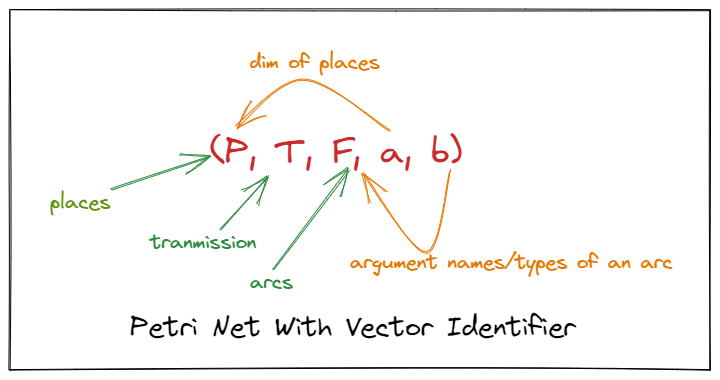 dim of places
(P, T, F, a, b)
places
tranmission
argument names/types of an arc
arcs
Petri Net With Vector Identifier